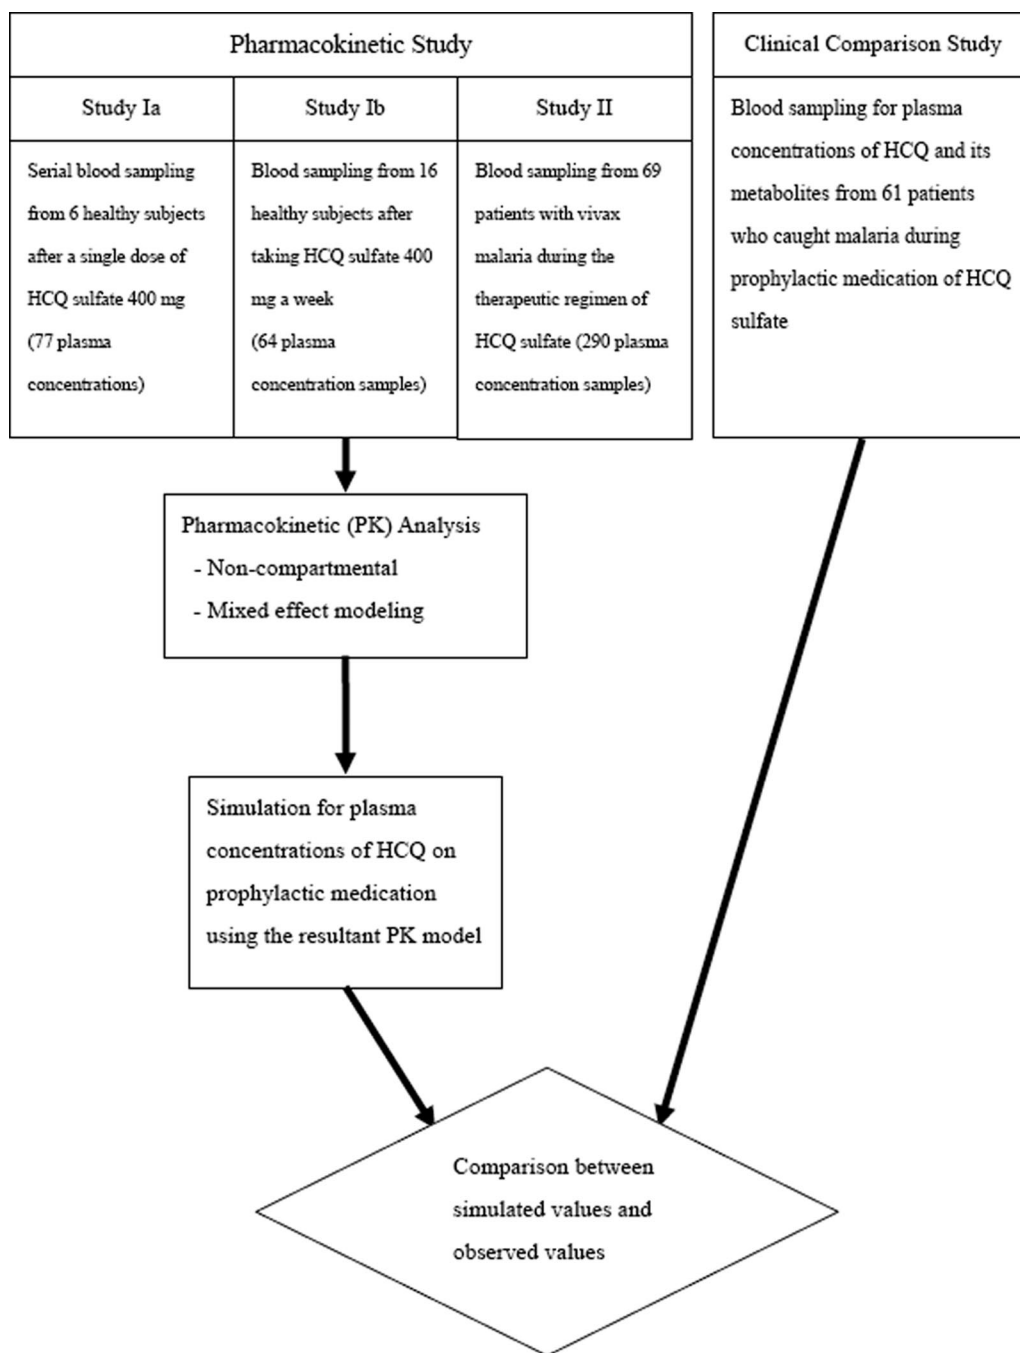 Pharmacokinetic Study
Study Ia
Serial blood sampling
from 6 healthy subjects
after a single dose of
HCQ sulfate 400 mg
(77 plasma
concentrations)
Study Ib
Blood sampling from 16
healthy subjects after
taking HCQ sulfate 400
mg a week
(64 plasma
concentration samples)
Study II
Blood sampling from 69
patients with vivax
malaria during the
therapeutic regimen of
HCQ sulfate (290 plasma
concentration samples)
Clinical Comparison Study
Blood sampling for plasma
concentrations of HCQ and its
metabolites from 61 patients
who caught malaria during
prophylactic medication of HCQ
sulfate
Pharmacokinetic (PK) Analysis
- Non-compartmental
- Mixed effect modeling
Simulation for plasma
concentrations of HCQ on
prophylactic medication
using the resultant PK model
Comparison between
simulated values and
observed values